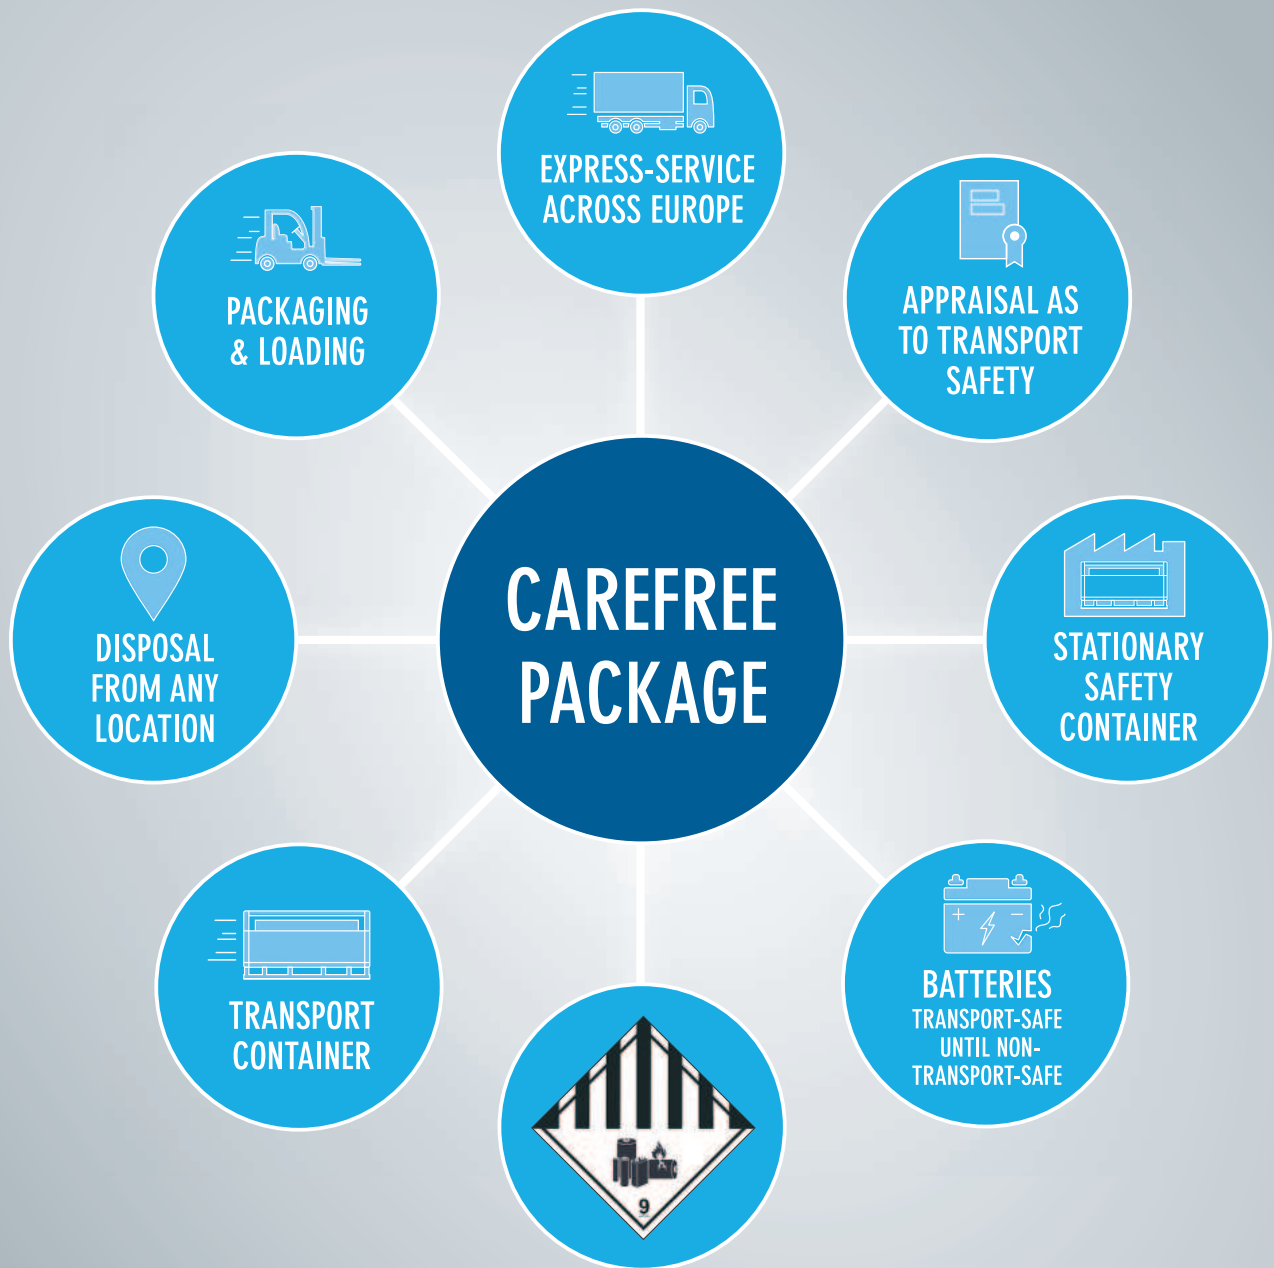 EXPRESS-SERVICE
ACROSS EUROPE
PACKAGING
& LOADING
APPRAISAL AS
TO TRANSPORT
SAFETY
CAREFREE
PACKAGE
DISPOSAL
FROM ANY
LOCATION
STATIONARY
SAFETY
CONTAINER
TRANSPORT
CONTAINER
+ −
BATTERIES
TRANSPORT-SAFE
UNTIL NON-
TRANSPORT-SAFE
9